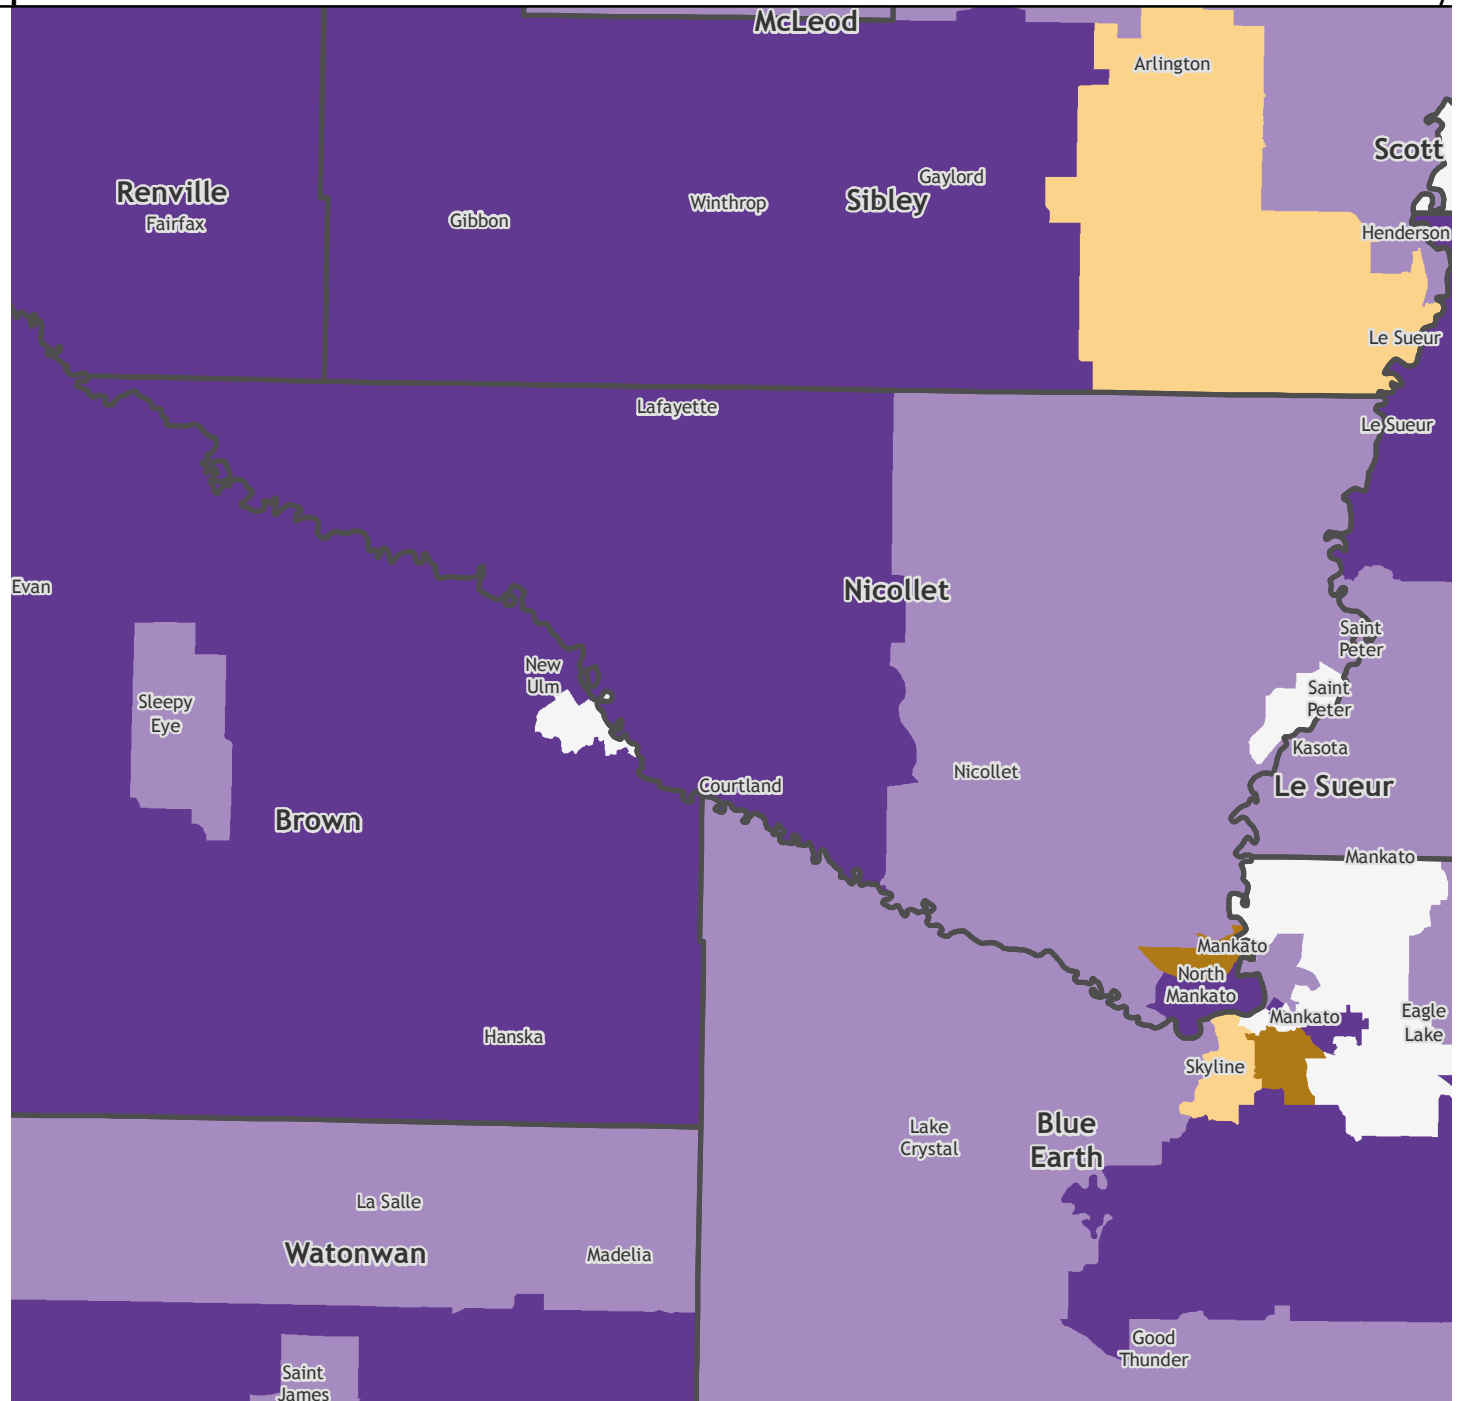 McLeod
Arlington
Scott
Renville
Fairfax
Gaylord
Winthrop
Sibley
Gibbon
Henderson
Le Sueur
Lafayette
Le Sueur
Evan
Nicollet
Saint
Peter
New
Ulm
Sleepy
Eye
Saint
Peter
Kasota
Nicollet
Courtland
Le Sueur
Brown
Mankato
Mankato
North
Mankato
Mankato
Eagle
Lake
Hanska
Skyline
Blue
Earth
Lake
Crystal
La Salle
Watonwan
Madelia
Good
Thunder
Saint
James